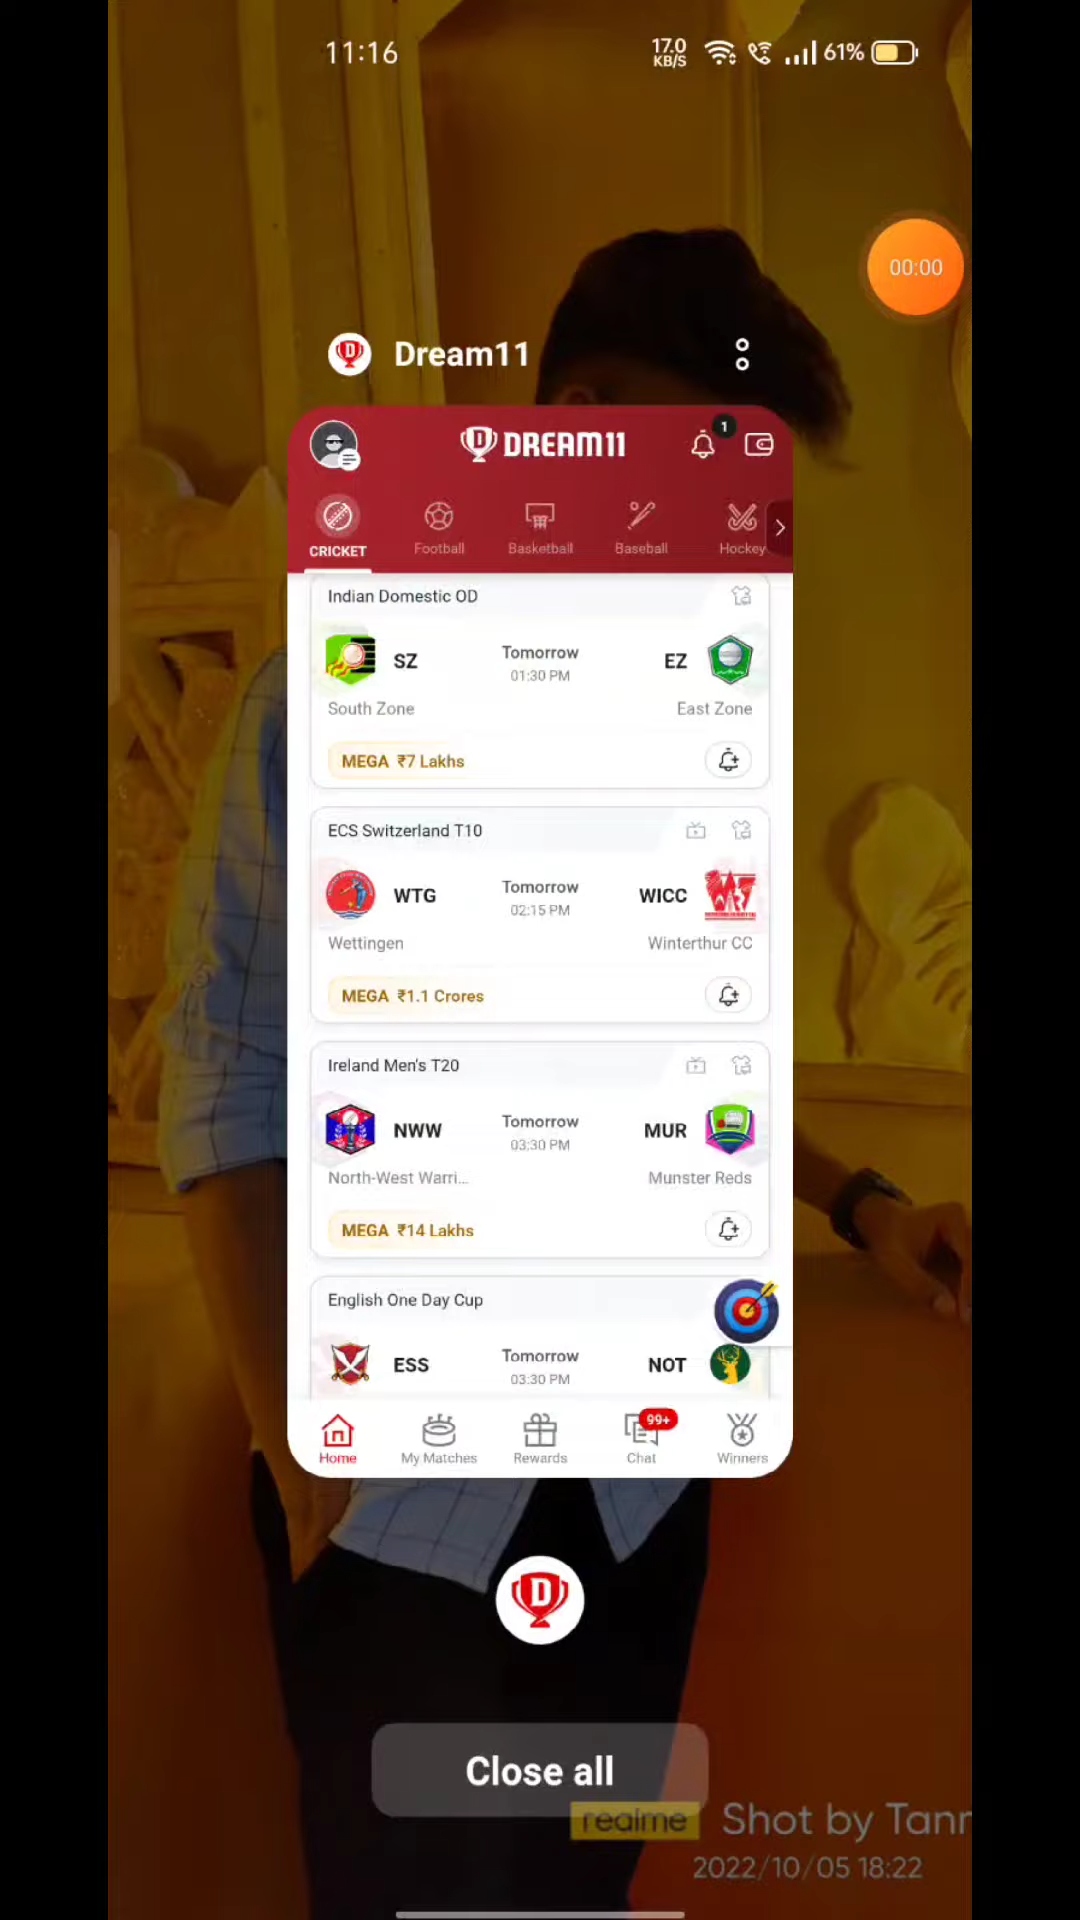 11:16
17.0
KB/S
61%
00:00
Dream11
DREAM11
1
CRICKET
Football
Basketball
Baseball
Hockey
Indian Domestic OD
SZ
Tomorrow
01:30 PM
EZ
South Zone
East Zone
MEGA ₹7 Lakhs
ECS Switzerland T10
WTG
Tomorrow
02:15 PM
WICC
Wettingen
Winterthur CC
MEGA ₹1.1 Crores
Ireland Men's T20
NWW
Tomorrow
03:30 PM
MUR
North-West Warri...
Munster Reds
MEGA ₹14 Lakhs
English One Day Cup
ESS
Tomorrow
03:30 PM
NOT
Home
My Matches
Rewards
99+
Chat
Winners
D
Close all
realme Shot by Tanr
2022/10/05 18:22